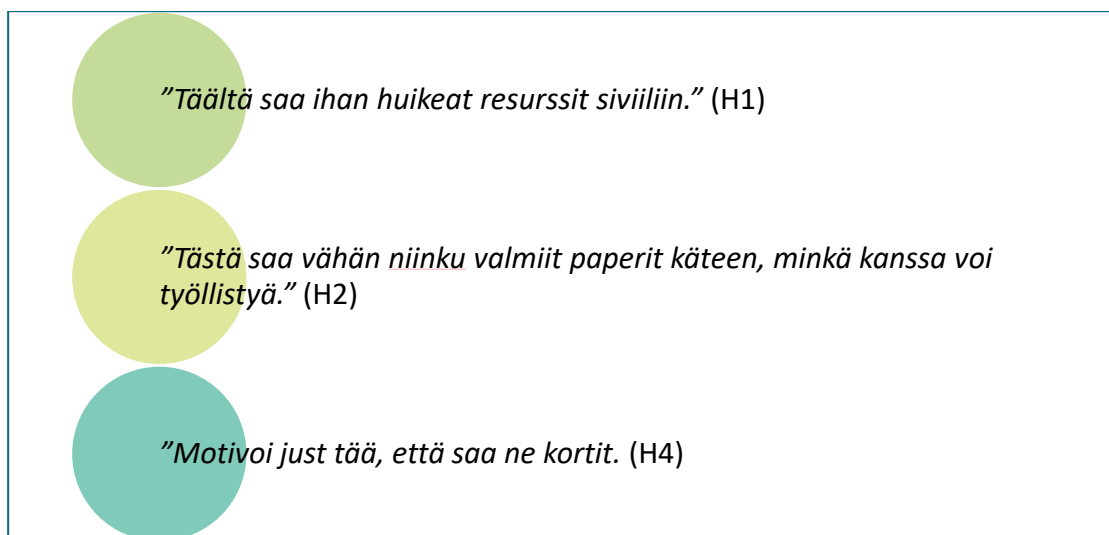 ”Täältä saa ihan huikeat resurssit siviiliin.” (H1)
”Tästä saa vähän niinku valmiit paperit käteen, minkä kanssa voi
työllistyä.” (H2)
”Motivoi just tää, että saa ne kortit. (H4)